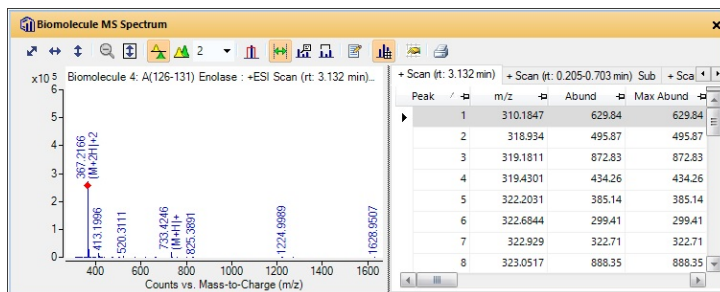 Biomolecule MS Spectrum
2
x10 5 Biomolecule 4: A(126-131) Enolase : +ESI Scan (rt: 3.132 min)...
6
5
4
3
2
1
0
367.2166
(M+2H)+2
413.1996
520.3111
733.4246
(M+H)+
825.3891
1224.9989
1628.9507
400 600 800 1000 1200 1400 1600
Counts vs. Mass-to-Charge (m/z)
+ Scan (rt: 3.132 min) + Scan (rt: 0.205-0.703 min) Sub + Sca
Peak m/z Abund Max Abund
1 310.1847 629.84 629.84
2 318.934 495.87 495.87
3 319.1811 872.83 872.83
4 319.4301 434.26 434.26
5 322.2031 385.14 385.14
6 322.6844 299.41 299.41
7 322.929 322.71 322.71
8 323.0517 888.35 888.35